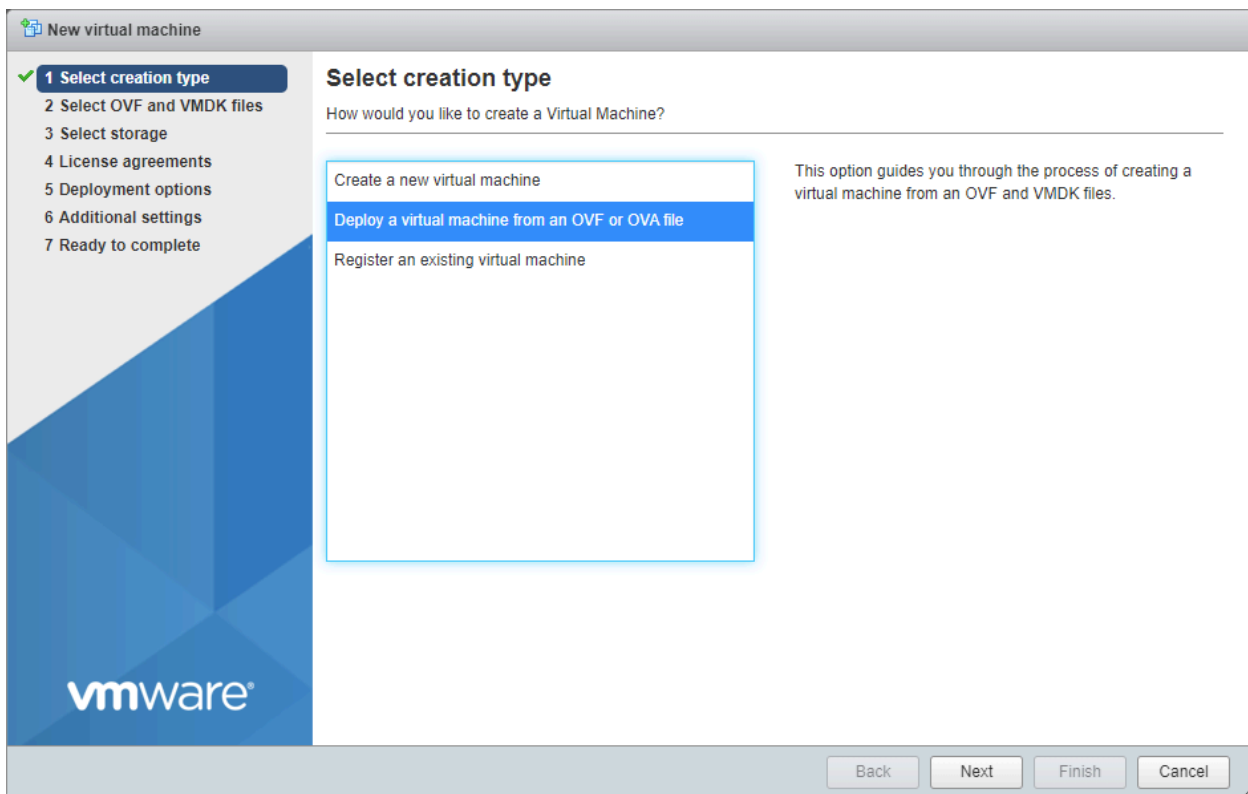 New virtual machine
1 Select creation type
2 Select OVF and VMDK files
3 Select storage
4 License agreements
5 Deployment options
6 Additional settings
7 Ready to complete
vmware®
Select creation type
How would you like to create a Virtual Machine?
Create a new virtual machine
Deploy a virtual machine from an OVF or OVA file
Register an existing virtual machine
This option guides you through the process of creating a
virtual machine from an OVF and VMDK files.
Back Next Finish Cancel